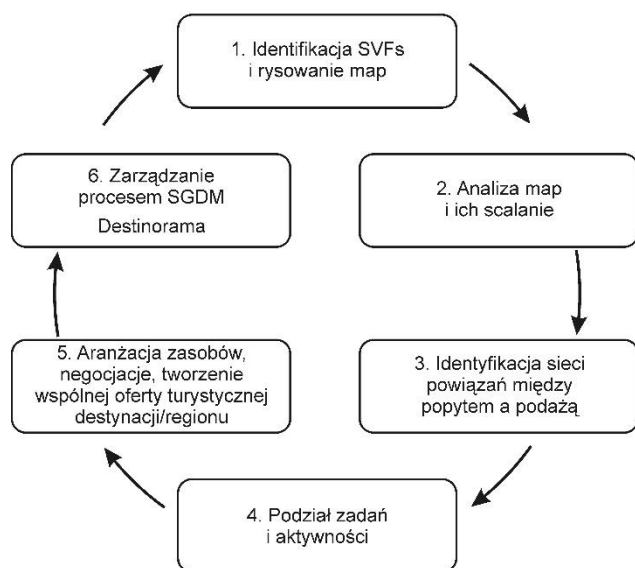 1. Identifikacja SVFs
i rysowanie map
2. Analiza map
i ich scalanie
3. Identyfikacja sieci
powiązań między
popytem a podażą
4. Podział zadań
i aktywności
5. Aranżacja zasobów,
negocjacje, tworzenie
wspólnej oferty turystycznej
destynacji/regionu
6. Zarządzanie
procesem SGDM
Destinorama